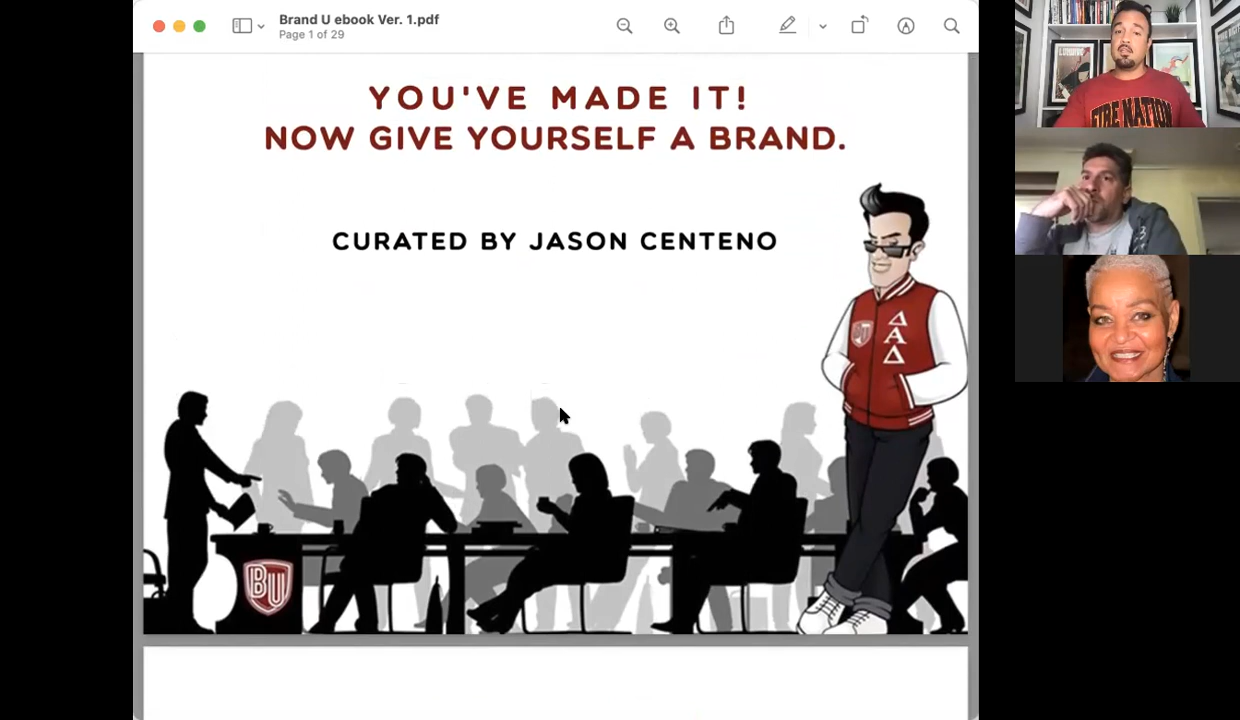 Brand U ebook Ver. 1.pdf
Page 1 of 29
YOU'VE MADE IT!
NOW GIVE YOURSELF A BRAND.
CURATED BY JASON CENTENO
BU
Δ
Α
Δ
BU
FIRE NATION